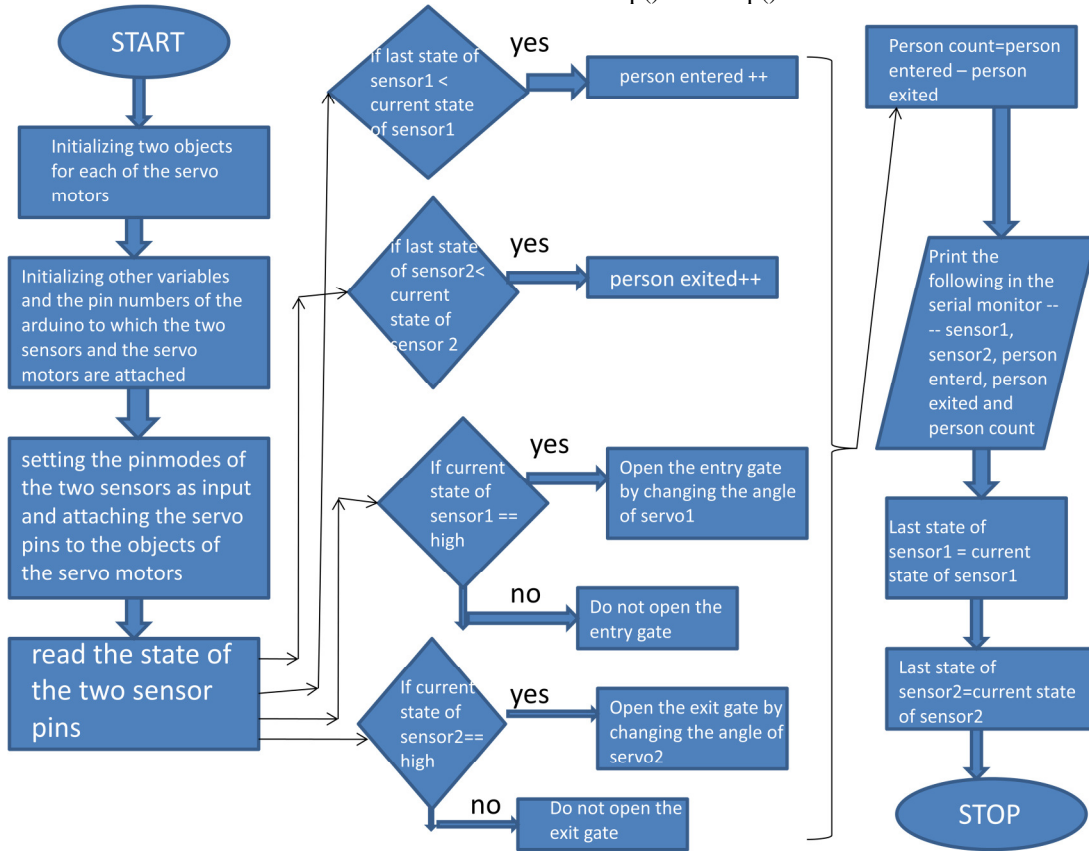 START
Initializing two objects
for each of the servo
motors
Initializing other variables
and the pin numbers of the
arduino to which the two
sensors and the servo
motors are attached
setting the pinmodes of
the two sensors as input
and attaching the servo
pins to the objects of
the servo motors
read the state of
the two sensor
pins
If last state of
sensor1 <
current state
of sensor1
yes
person entered ++
if last state
of sensor2<
current
state of
sensor 2
yes
person exited++
If current
state of
sensor1 ==
high
yes
Open the entry gate
by changing the angle
of servo1
no
Do not open the
entry gate
If current
state of
sensor2==
high
yes
Open the exit gate by
changing the angle of
servo2
no
Do not open the
exit gate
Person count=person
entered – person
exited
Print the
following in the
serial monitor --
-- sensor1,
sensor2, person
enterd, person
exited and
person count
Last state of
sensor1 = current
state of sensor1
Last state of
sensor2=current state
of sensor2
STOP